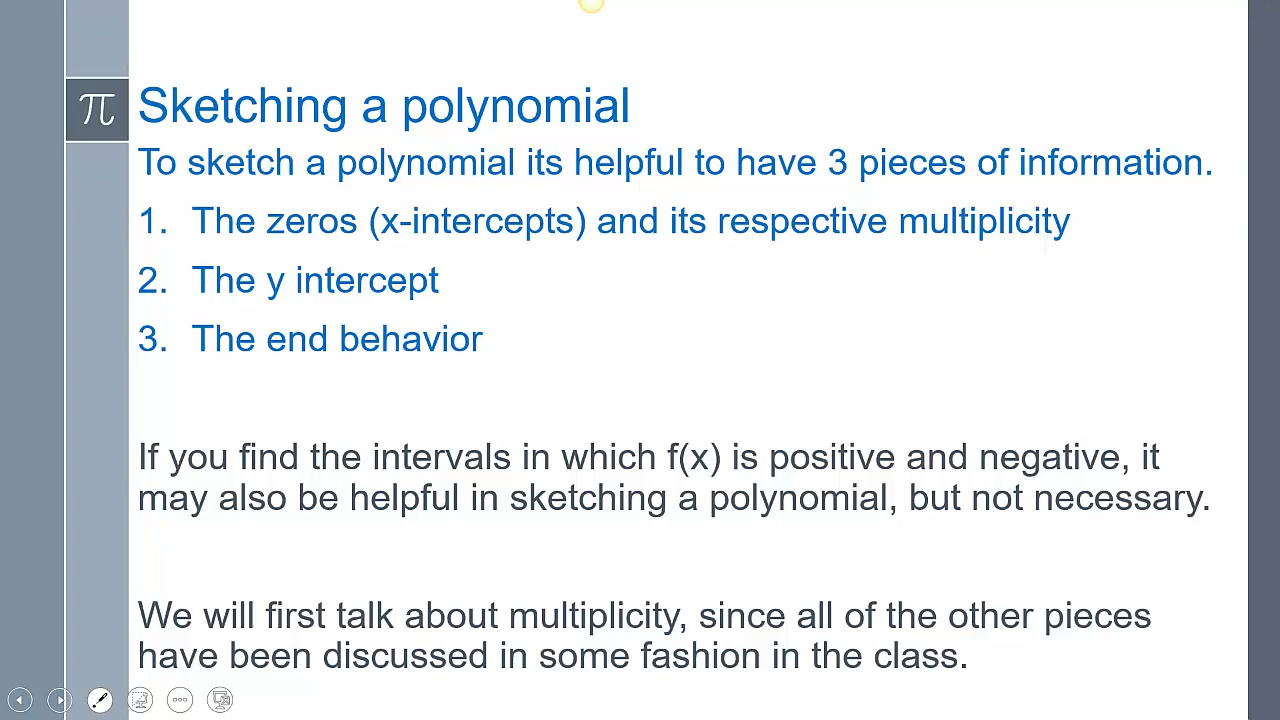 π Sketching a polynomial
To sketch a polynomial its helpful to have 3 pieces of information.
1. The zeros (x-intercepts) and its respective multiplicity
2. The y intercept
3. The end behavior
If you find the intervals in which f(x) is positive and negative, it
may also be helpful in sketching a polynomial, but not necessary.
We will first talk about multiplicity, since all of the other pieces
have been discussed in some fashion in the class.